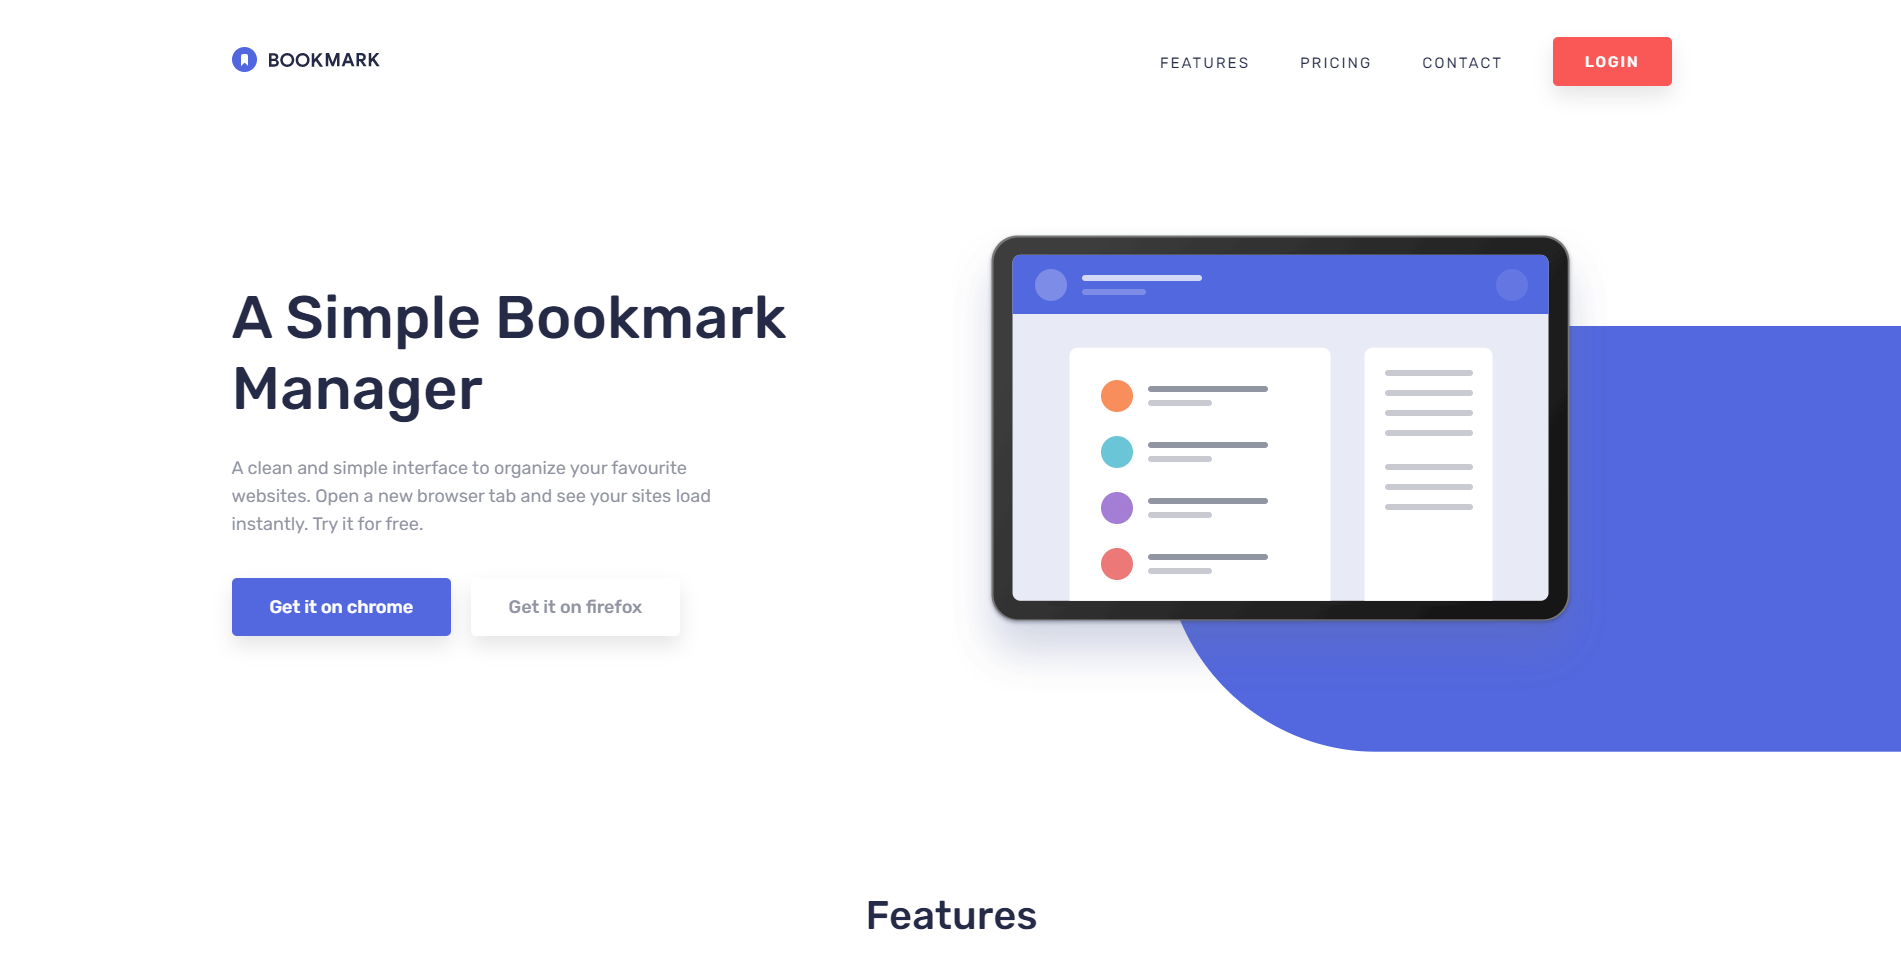 BOOKMARK
FEATURES
PRICING
CONTACT
LOGIN
A Simple Bookmark
Manager
A clean and simple interface to organize your favourite
websites. Open a new browser tab and see your sites load
instantly. Try it for free.
Get it on chrome
Get it on firefox
Features